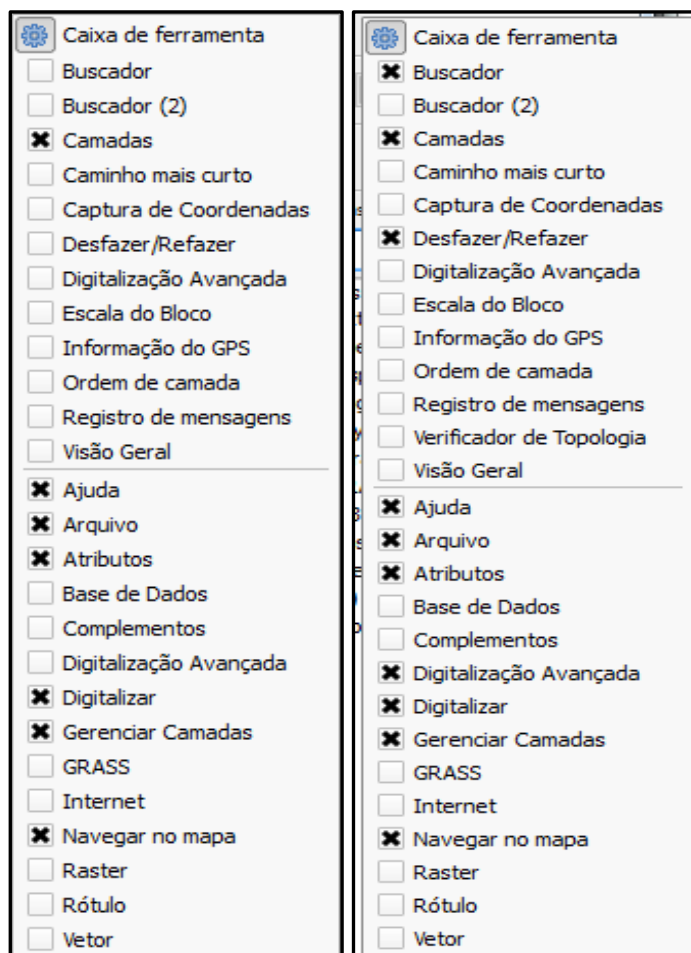 Caixa de ferramenta
Buscador
Buscador (2)
Camadas
Caminho mais curto
Captura de Coordenadas
Desfazer/Refazer
Digitalização Avançada
Escala do Bloco
Informação do GPS
Ordem de camada
Registro de mensagens
Visão Geral
Ajuda
Arquivo
Atributos
Base de Dados
Complementos
Digitalização Avançada
Digitalizar
Gerenciar Camadas
GRASS
Internet
Navegar no mapa
Raster
Rótulo
Vetor
Caixa de ferramenta
Buscador
Buscador (2)
Camadas
Caminho mais curto
Captura de Coordenadas
Desfazer/Refazer
Digitalização Avançada
Escala do Bloco
Informação do GPS
Ordem de camada
Registro de mensagens
Verificador de Topologia
Visão Geral
Ajuda
Arquivo
Atributos
Base de Dados
Complementos
Digitalização Avançada
Digitalizar
Gerenciar Camadas
GRASS
Internet
Navegar no mapa
Raster
Rótulo
Vetor